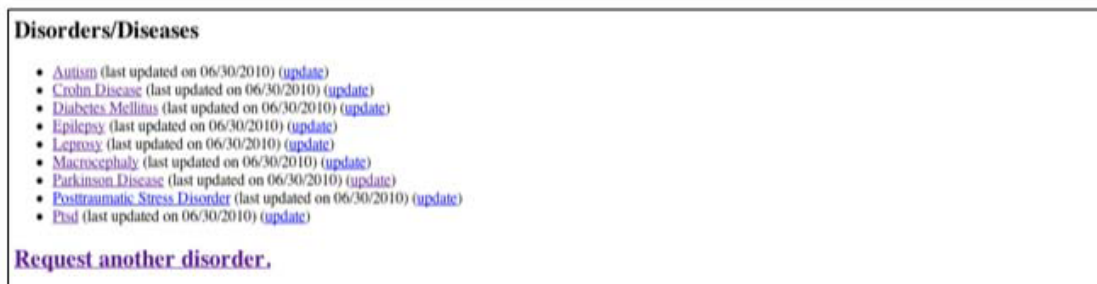 Disorders/Diseases
• Autism (last updated on 06/30/2010) (update)
• Crohn Disease (last updated on 06/30/2010) (update)
• Diabetes Mellitus (last updated on 06/30/2010) (update)
• Epilepsy (last updated on 06/30/2010) (update)
• Leprosy (last updated on 06/30/2010) (update)
• Macrocephaly (last updated on 06/30/2010) (update)
• Parkinson Disease (last updated on 06/30/2010) (update)
• Posttraumatic Stress Disorder (last updated on 06/30/2010) (update)
• Ptsd (last updated on 06/30/2010) (update)
Request another disorder.